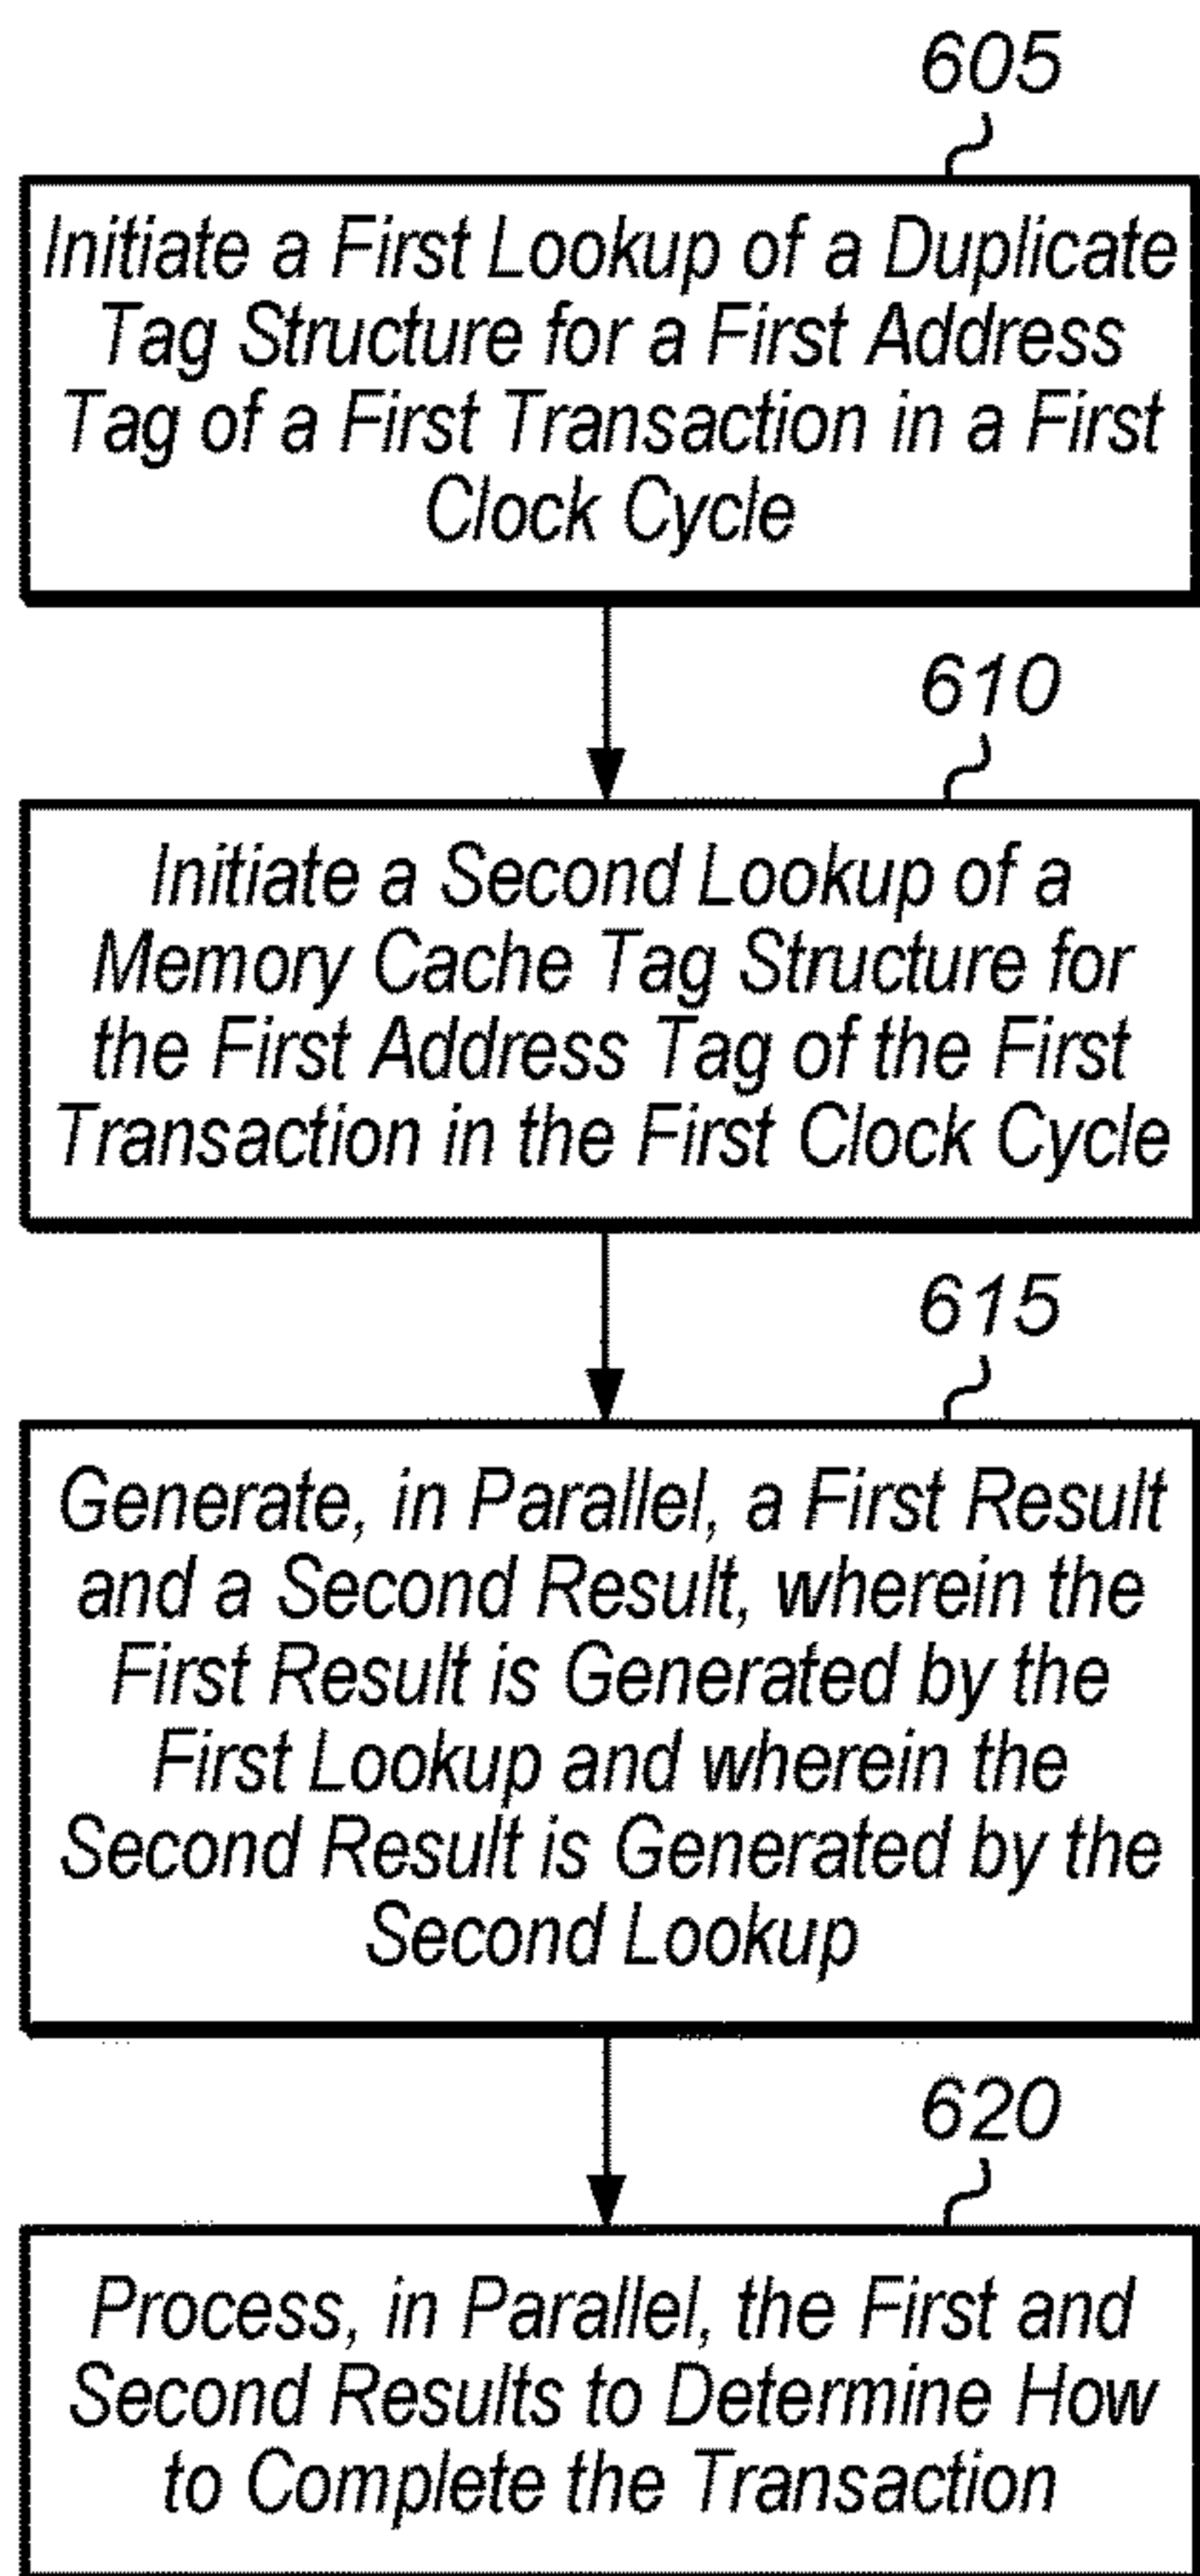 605
Initiate a First Lookup of a Duplicate
Tag Structure for a First Address
Tag of a First Transaction in a First
Clock Cycle
610
Initiate a Second Lookup of a
Memory Cache Tag Structure for
the First Address Tag of the First
Transaction in the First Clock Cycle
615
Generate, in Parallel, a First Result
and a Second Result, wherein the
First Result is Generated by the
First Lookup and wherein the
Second Result is Generated by the
Second Lookup
620
Process, in Parallel, the First and
Second Results to Determine How
to Complete the Transaction